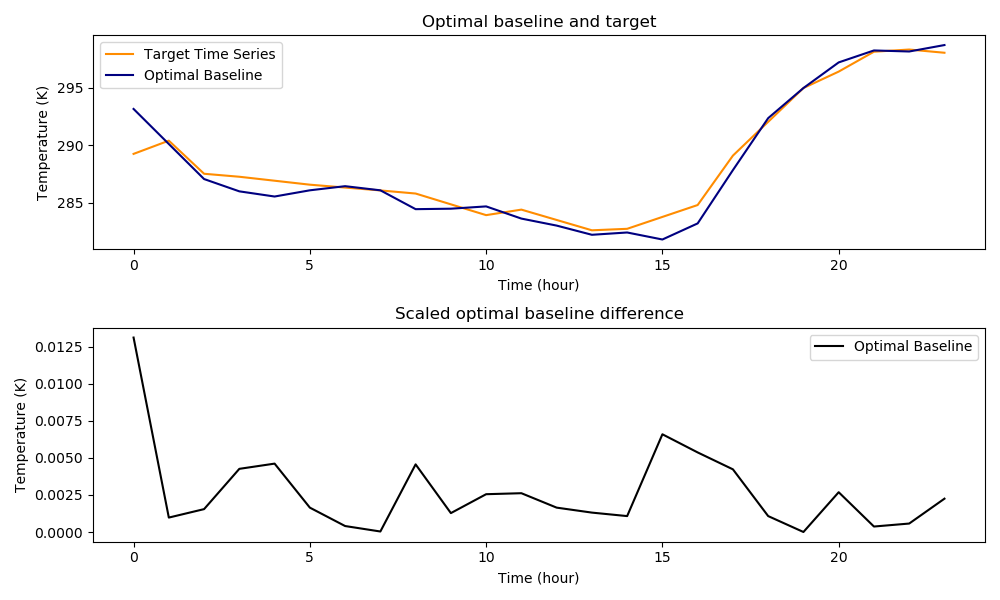 Optimal baseline and target
Target Time Series
Optimal Baseline
Temperature (K)
295
290
285
0 5 10 15 20
Time (hour)
Scaled optimal baseline difference
Optimal Baseline
Temperature (K)
0.0125
0.0100
0.0075
0.0050
0.0025
0.0000
0 5 10 15 20
Time (hour)